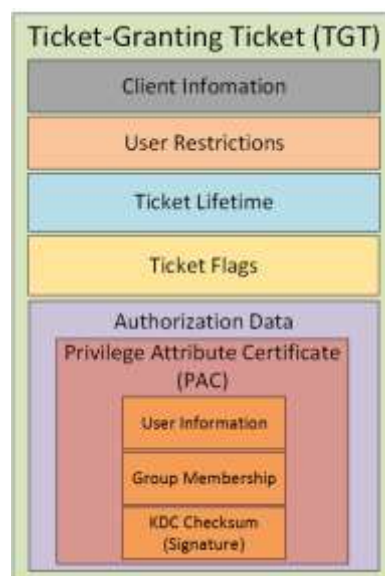 Ticket-Granting Ticket (TGT)
Client Infomation
User Restrictions
Ticket Lifetime
Ticket Flags
Authorization Data
Privilege Attribute Certificate
(PAC)
User Information
Group Membership
KDC Checksum
(Signature)